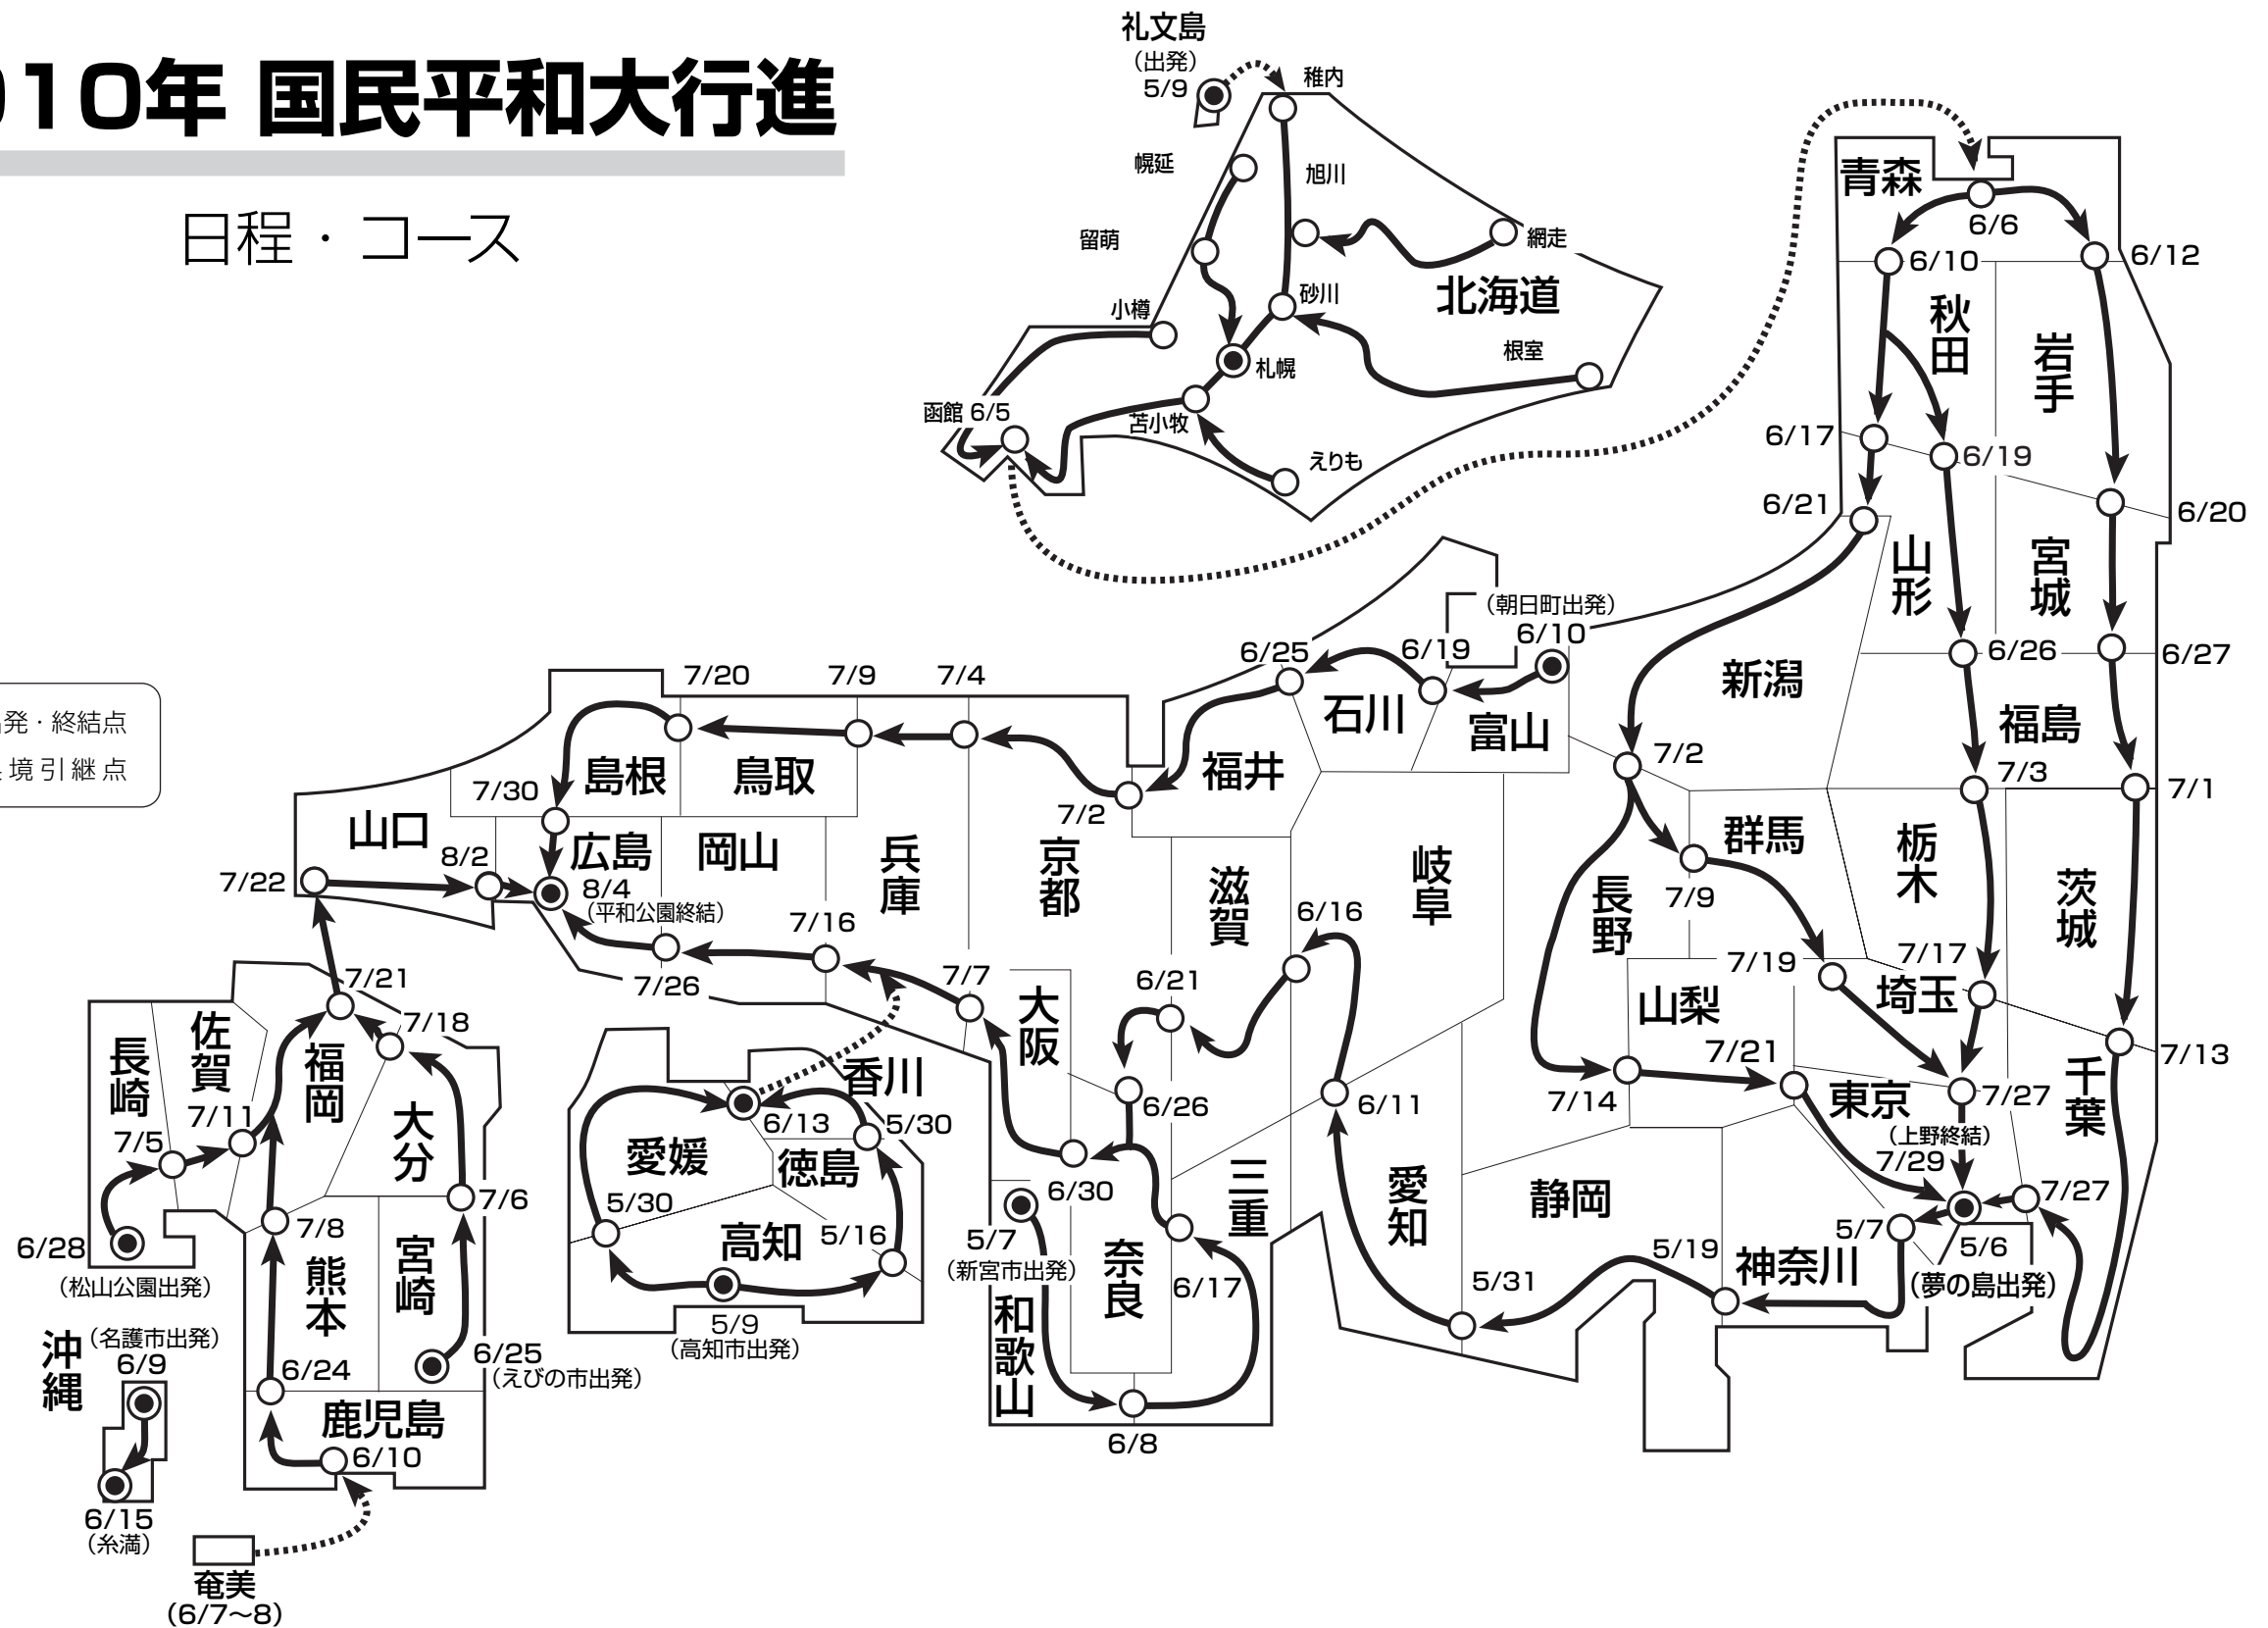 010年 国民平和大行進
日程・コース
発・終結点
境引継点
礼文島
（出発）
5/9
稚内
幌延
旭川
留萌
網走
小樽
砂川
北海道
札幌
根室
函館 6/5
苫小牧
えりも
青森
6/6
6/10
6/12
秋田
岩手
6/17
6/19
6/21
6/20
山形
宮城
（朝日町出発）
6/10
6/19
6/25
6/26
6/27
新潟
石川
富山
福島
7/20
7/9
7/4
福井
7/2
7/3
7/1
島根
鳥取
7/30
7/2
山口
広島
岡山
兵庫
京都
滋賀
岐阜
群馬
栃木
茨城
長野
8/2
7/22
8/4
（平和公園終結）
7/16
6/16
7/9
7/26
7/7
6/21
7/19
7/17
大阪
山梨
埼玉
7/21
7/18
長崎
佐賀
福岡
香川
7/13
7/21
千葉
6/13
5/30
6/26
6/11
7/14
東京
7/27
（上野終結）
7/11
7/5
大分
愛媛
徳島
7/29
三重
愛知
静岡
7/6
5/30
6/30
7/27
7/8
高知
5/16
5/7
（新宮市出発）
5/7
5/6
（夢の島出発）
6/28
（松山公園出発）
熊本
宮崎
奈良
6/17
5/31
5/19
神奈川
和歌山
5/9
（高知市出発）
沖縄
（名護市出発）
6/9
6/24
6/25
（えびの市出発）
鹿児島
6/10
6/8
6/15
（糸満）
奄美
（6/7～8）